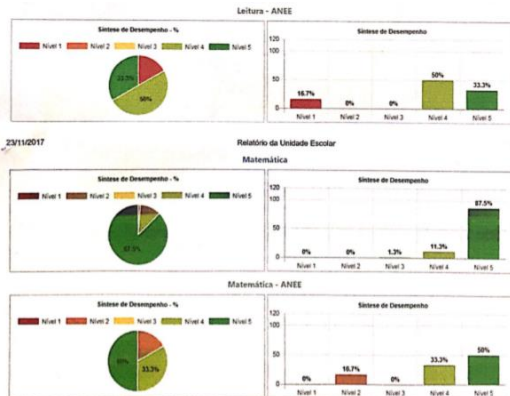 Leitura - ANEE
Síntese de Desempenho - %
Nível 1 Nível 2 Nível 3 Nível 4 Nível 5
33.3%
50%
Síntese de Desempenho
120
100
50
0
16.7% 0% 0% 50% 33.3%
Nível 1 Nível 2 Nível 3 Nível 4 Nível 5
23/11/2017
Relatório da Unidade Escolar
Matemática
Síntese de Desempenho - %
Nível 1 Nível 2 Nível 3 Nível 4 Nível 5
87.5%
Síntese de Desempenho
120
100
50
0
0% 0% 1.3% 11.3% 87.5%
Nível 1 Nível 2 Nível 3 Nível 4 Nível 5
Matemática - ANEE
Síntese de Desempenho - %
Nível 1 Nível 2 Nível 3 Nível 4 Nível 5
50%
33.3%
Síntese de Desempenho
120
100
50
0
0% 16.7% 0% 33.3% 50%
Nível 1 Nível 2 Nível 3 Nível 4 Nível 5